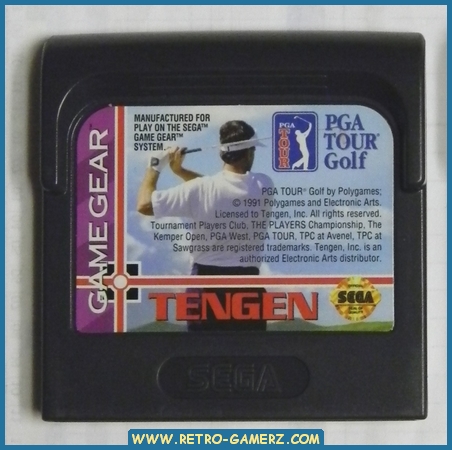 MANUFACTURED FOR
PLAY ON THE SEGA™
GAME GEAR™
SYSTEM.
PGA
TOUR
PGA
TOUR®
Golf
PGA TOUR® Golf by Polygames;
© 1991 Polygames and Electronic Arts.
Licensed to Tengen, Inc. All rights reserved.
Tournament Players Club, THE PLAYERS Championship, The
Kemper Open, PGA West, PGA TOUR, TPC at Avenel, TPC at
Sawgrass are registered trademarks. Tengen, Inc. is an
authorized Electronic Arts distributor.
GAME GEAR™
TENGEN
SEGA
SEGA
WWW.RETRO-GAMERZ.COM